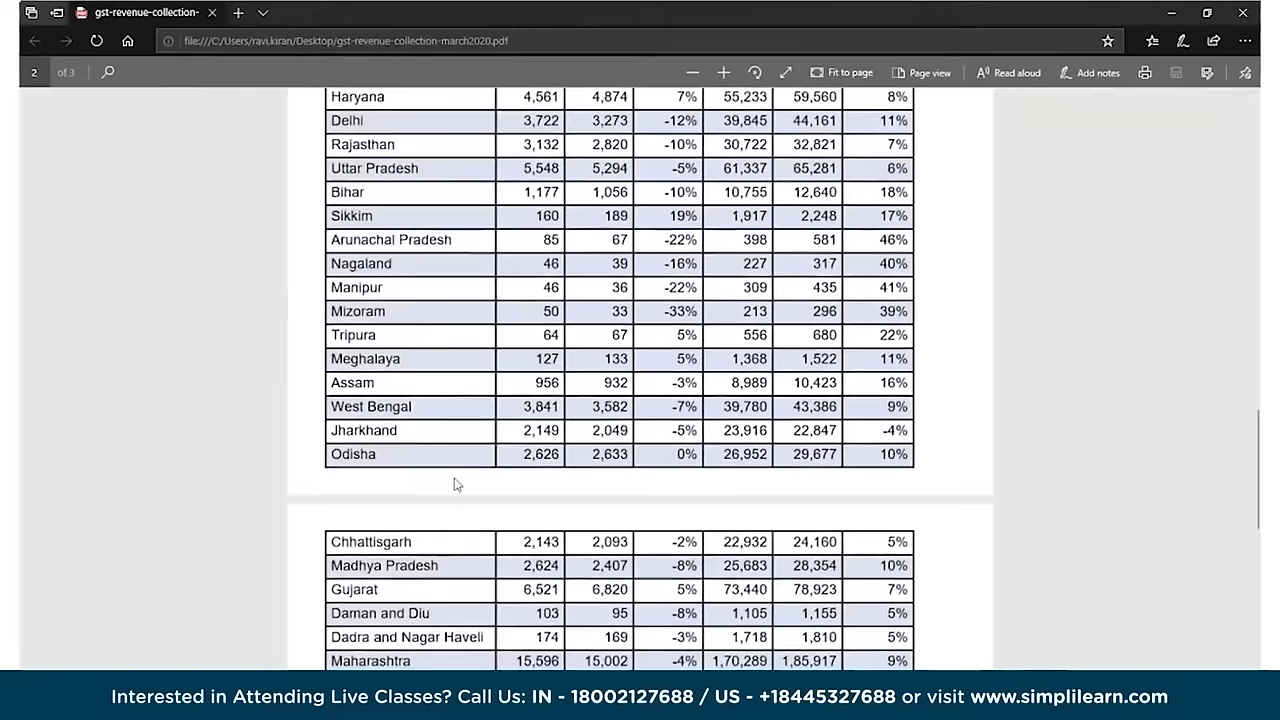 gst-revenue-collection-
file:///C:/Users/ravi.kiran/Desktop/gst-revenue-collection-march2020.pdf
2 of 3 Fit to page Page view Read aloud Add notes
Haryana 4,561 4,874 7% 55,233 59,560 8%
Delhi 3,722 3,273 -12% 39,845 44,161 11%
Rajasthan 3,132 2,820 -10% 30,722 32,821 7%
Uttar Pradesh 5,548 5,294 -5% 61,337 65,281 6%
Bihar 1,177 1,056 -10% 10,755 12,640 18%
Sikkim 160 189 19% 1,917 2,248 17%
Arunachal Pradesh 85 67 -22% 398 581 46%
Nagaland 46 39 -16% 227 317 40%
Manipur 46 36 -22% 309 435 41%
Mizoram 50 33 -33% 213 296 39%
Tripura 64 67 5% 556 680 22%
Meghalaya 127 133 5% 1,368 1,522 11%
Assam 956 932 -3% 8,989 10,423 16%
West Bengal 3,841 3,582 -7% 39,780 43,386 9%
Jharkhand 2,149 2,049 -5% 23,916 22,847 -4%
Odisha 2,626 2,633 0% 26,952 29,677 10%
Chhattisgarh 2,143 2,093 -2% 22,932 24,160 5%
Madhya Pradesh 2,624 2,407 -8% 25,683 28,354 10%
Gujarat 6,521 6,820 5% 73,440 78,923 7%
Daman and Diu 103 95 -8% 1,105 1,155 5%
Dadra and Nagar Haveli 174 169 -3% 1,718 1,810 5%
Maharashtra 15,596 15,002 -4% 1,70,289 1,85,917 9%
Interested in Attending Live Classes? Call Us: IN - 18002127688 / US - +18445327688 or visit www.simplilearn.com